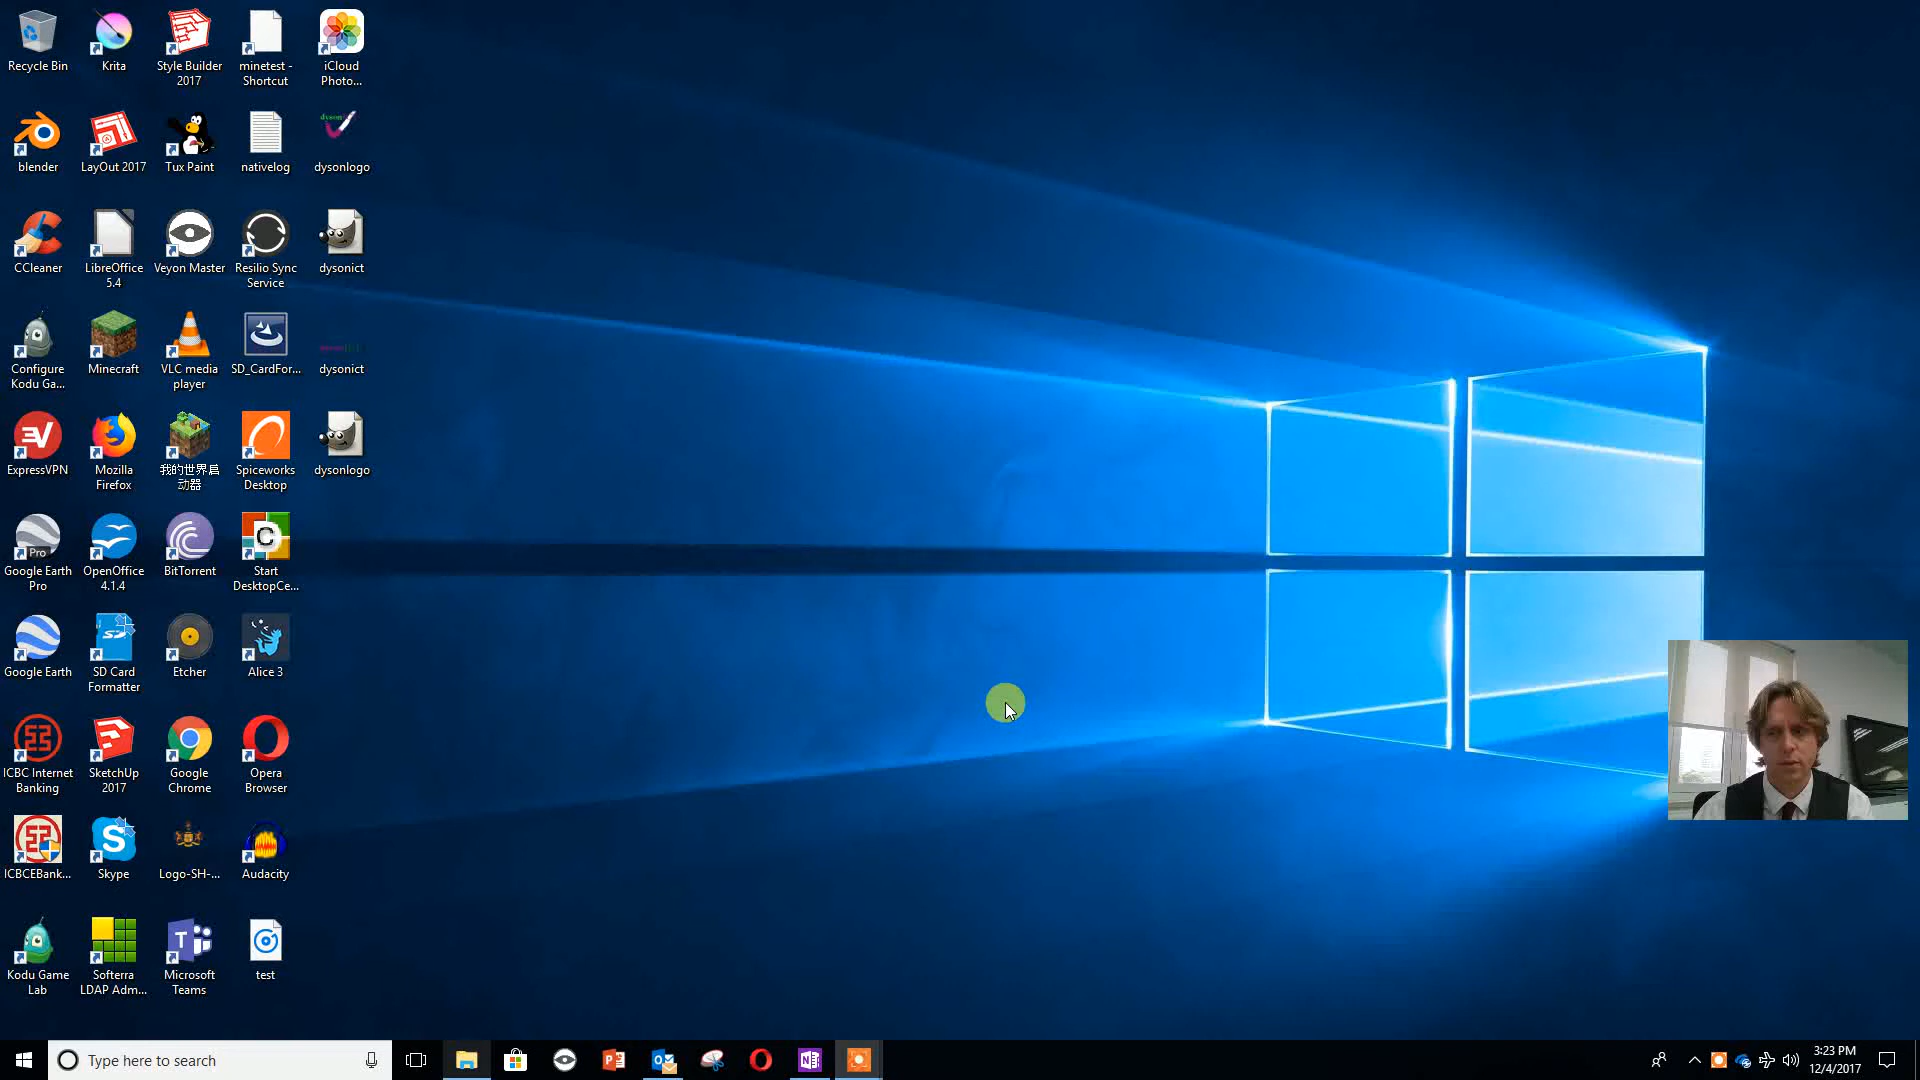 Recycle Bin
Krita
Style Builder
2017
minetest -
Shortcut
iCloud
Photo...
blender
LayOut 2017
Tux Paint
nativelog
dyson
dysonlogo
CCleaner
LibreOffice
5.4
Veyon Master
Resilio Sync
Service
dysonict
Configure
Kodu Ga...
Minecraft
VLC media
player
SD_CardFor...
dysonict
ExpressVPN
Mozilla
Firefox
我的世界启
动器
Spiceworks
Desktop
dysonlogo
Pro
Google Earth
Pro
OpenOffice
4.1.4
BitTorrent
C
Start
DesktopCe...
Google Earth
SD
SD Card
Formatter
Etcher
Alice 3
ICBC Internet
Banking
SketchUp
2017
Google
Chrome
Opera
Browser
ICBCEBank...
Skype
Logo-SH-...
Audacity
Kodu Game
Lab
Softerra
LDAP Adm...
Microsoft
Teams
test
Type here to search
3:23 PM
12/4/2017